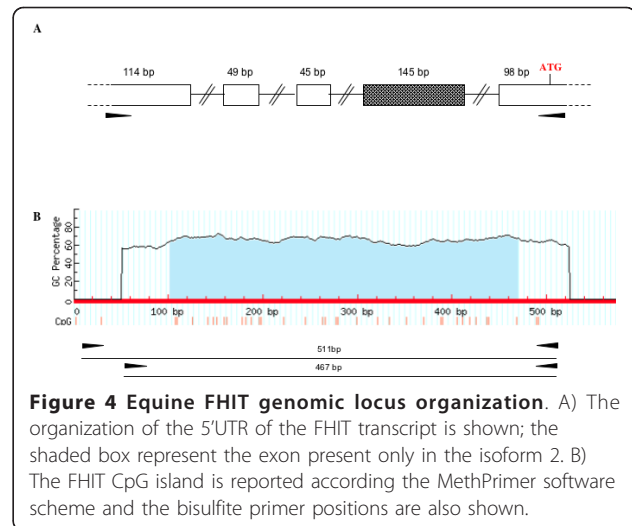 A
114 bp 49 bp 45 bp 145 bp 98 bp ATG
B
GC Percentage
80
60
40
20
0
100 bp 200 bp 300 bp 400 bp 500 bp
CpG
511bp
467 bp
Figure 4 Equine FHIT genomic locus organization. A) The
organization of the 5'UTR of the FHIT transcript is shown; the
shaded box represent the exon present only in the isoform 2. B)
The FHIT CpG island is reported according the MethPrimer software
scheme and the bisulfite primer positions are also shown.